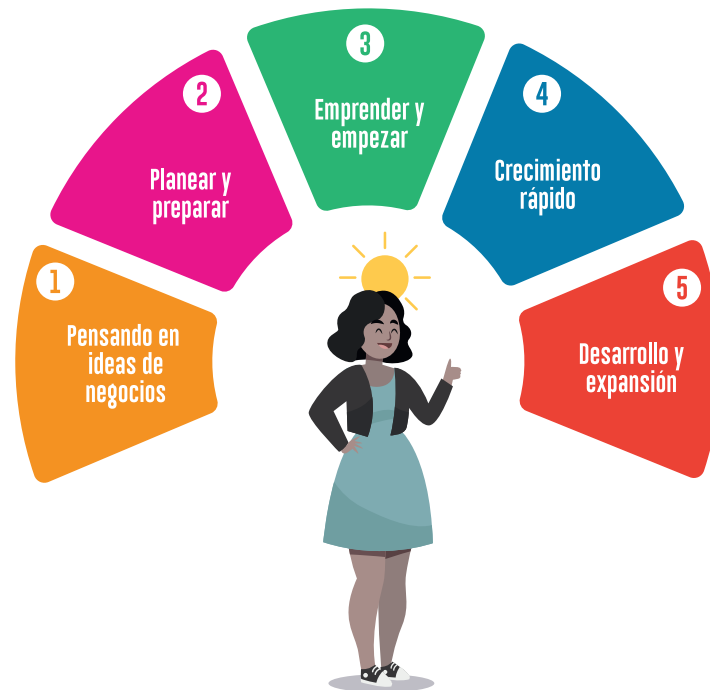 1
Pensando en
ideas de
negocios
2
Planear y
preparar
3
Emprender y
empezar
4
Crecimiento
rápido
5
Desarrollo y
expansión